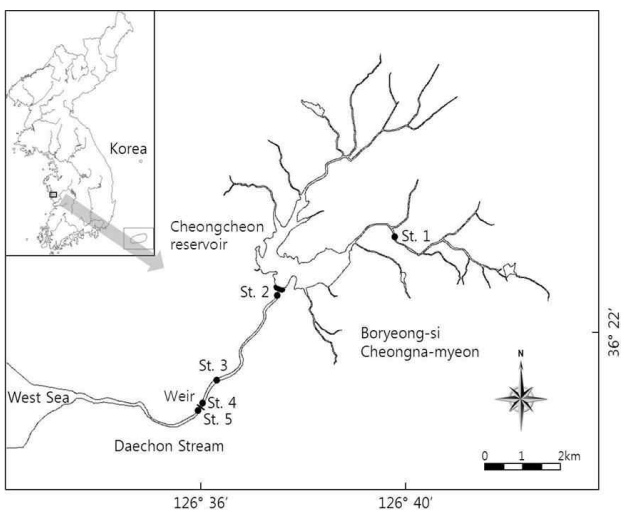 Korea
Cheongcheon
reservoir
St. 1
St. 2
Boryeong-si
Cheongna-myeon
36° 22'
St. 3
West Sea
Weir
St. 4
St. 5
Daechon Stream
N
0 1 2km
126° 36'
126° 40'